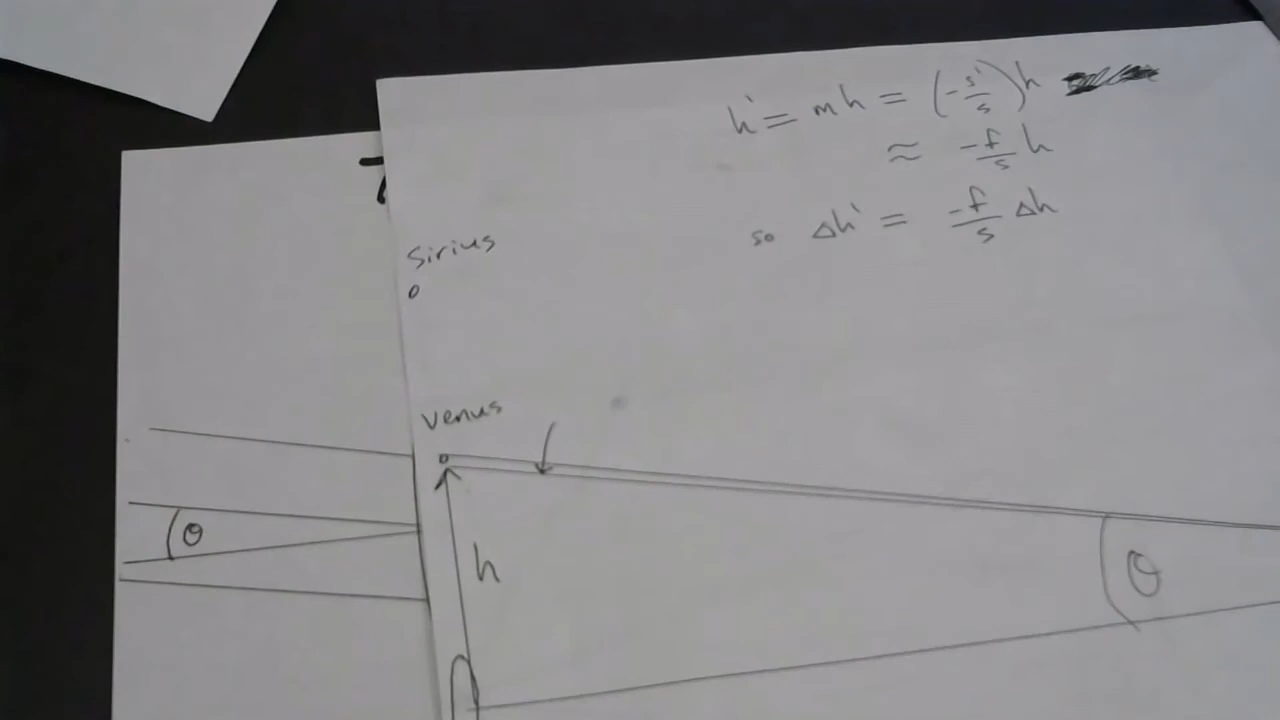 h' = mh = (-s'/s)h
≈ -f/s h
so Δh' = -f/s Δh
Sirius
Venus
θ
h
θ